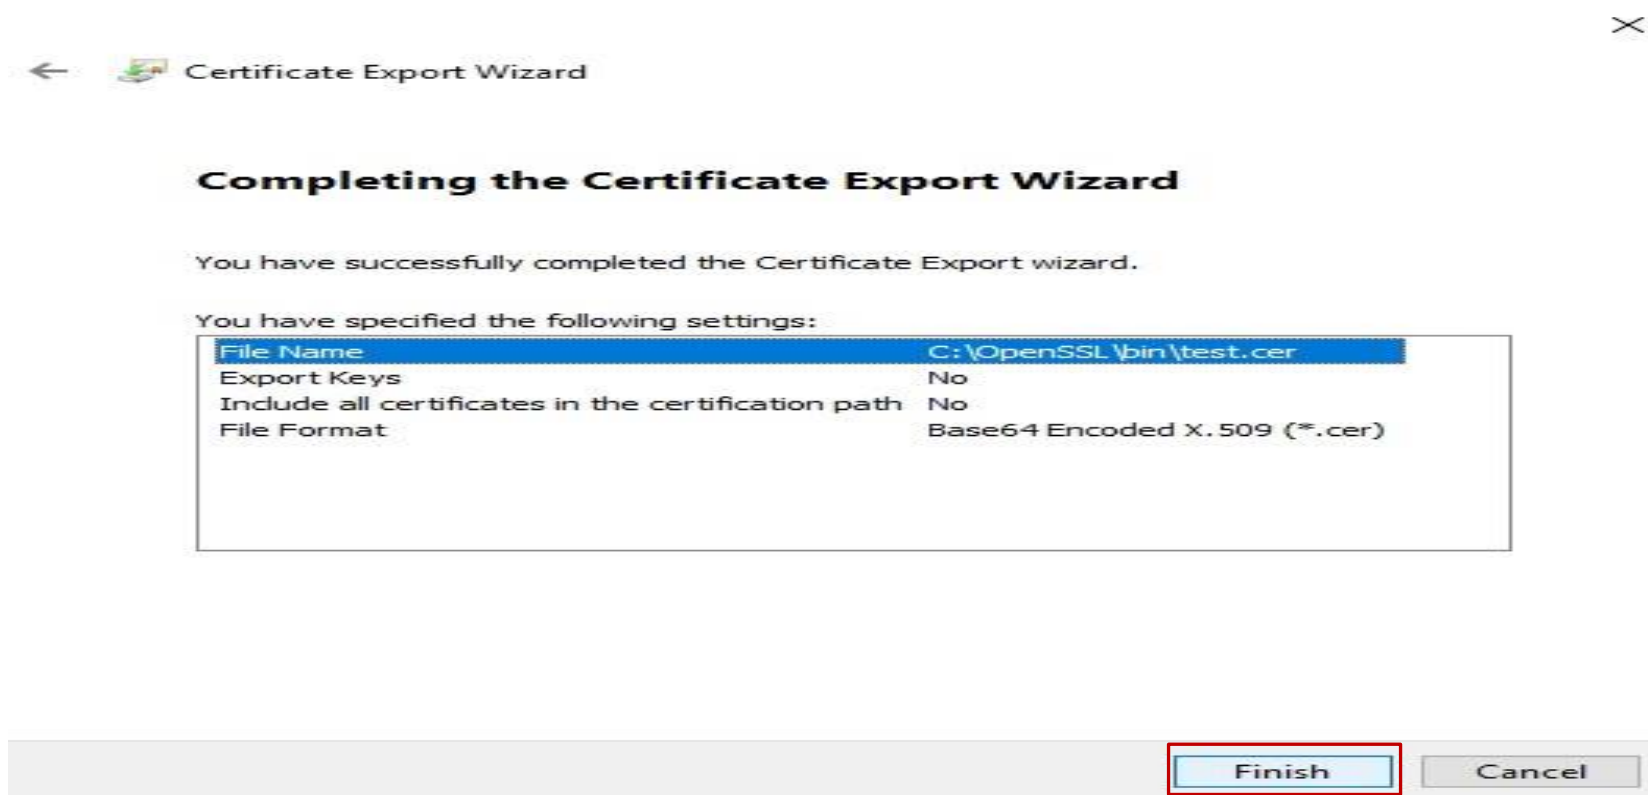 Certificate Export Wizard
Completing the Certificate Export Wizard
You have successfully completed the Certificate Export wizard.
You have specified the following settings:
File Name C:\OpenSSL\bin\test.cer
Export Keys No
Include all certificates in the certification path No
File Format Base64 Encoded X.509 (*.cer)
Finish Cancel